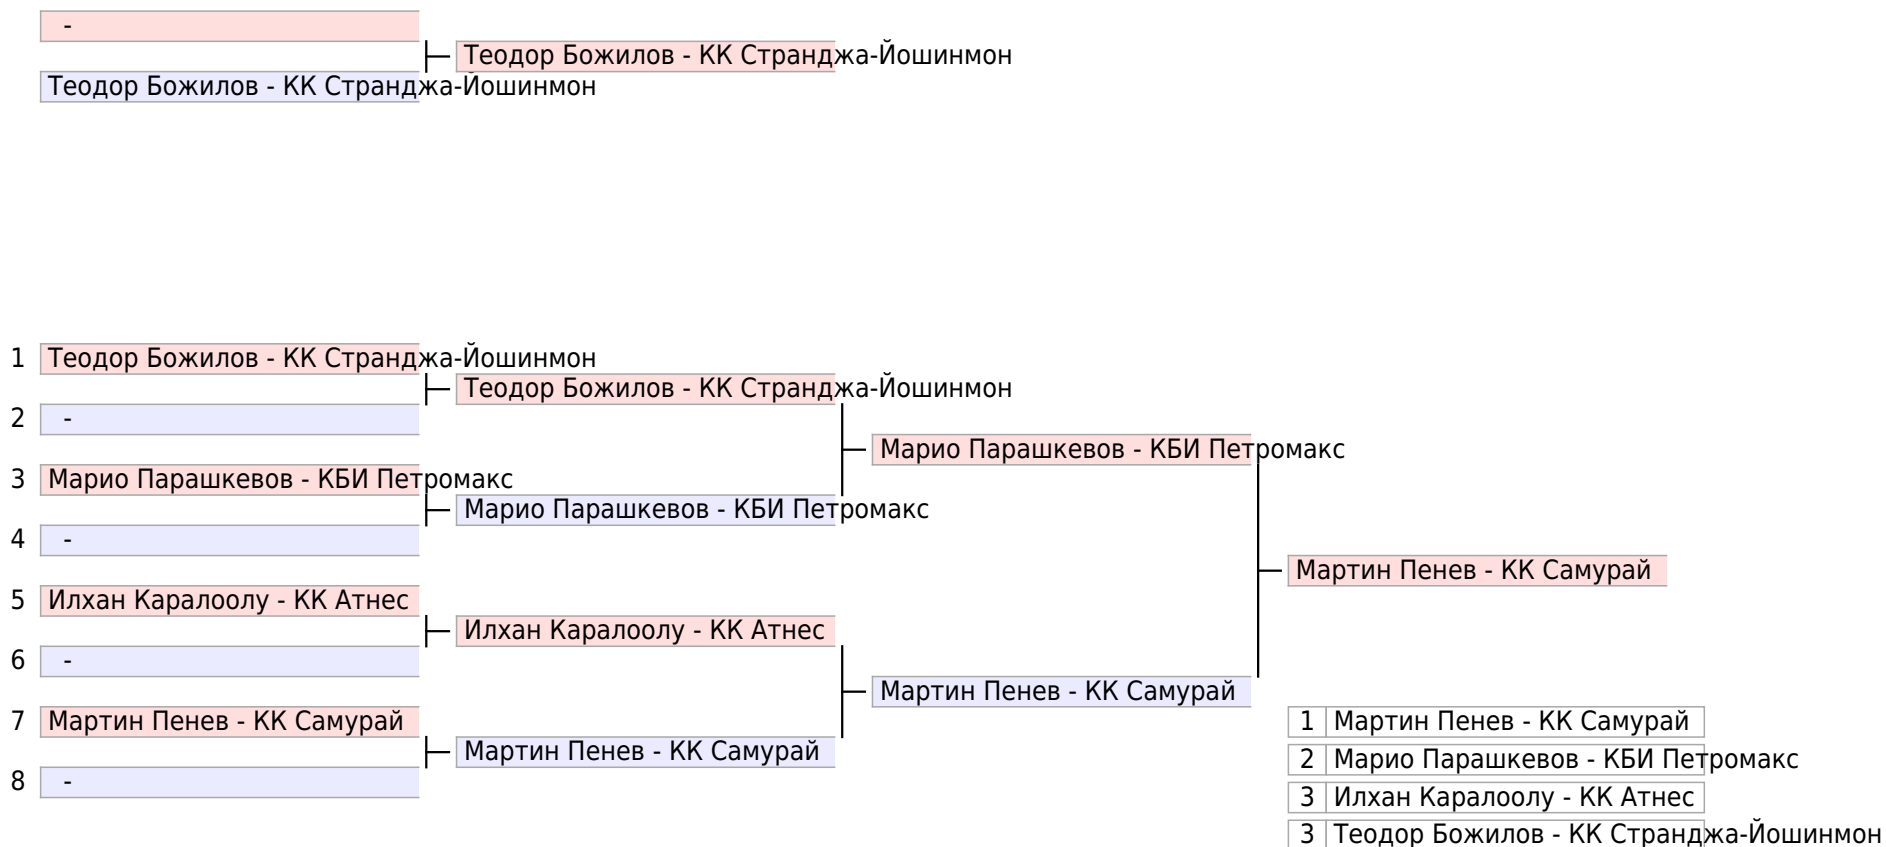 -
Теодор Божилов - КК Странджа-Йошинмон
Теодор Божилов - КК Странджа-Йошинмон
1 Теодор Божилов - КК Странджа-Йошинмон
Теодор Божилов - КК Странджа-Йошинмон
2 -
Марио Парашкевов - КБИ Петромакс
3 Марио Парашкевов - КБИ Петромакс
Марио Парашкевов - КБИ Петромакс
4 -
Мартин Пенев - КК Самурай
5 Илхан Каралоолу - КК Атнес
Илхан Каралоолу - КК Атнес
6 -
Мартин Пенев - КК Самурай
7 Мартин Пенев - КК Самурай
Мартин Пенев - КК Самурай
8 -
1 Мартин Пенев - КК Самурай
2 Марио Парашкевов - КБИ Петромакс
3 Илхан Каралоолу - КК Атнес
3 Теодор Божилов - КК Странджа-Йошинмон